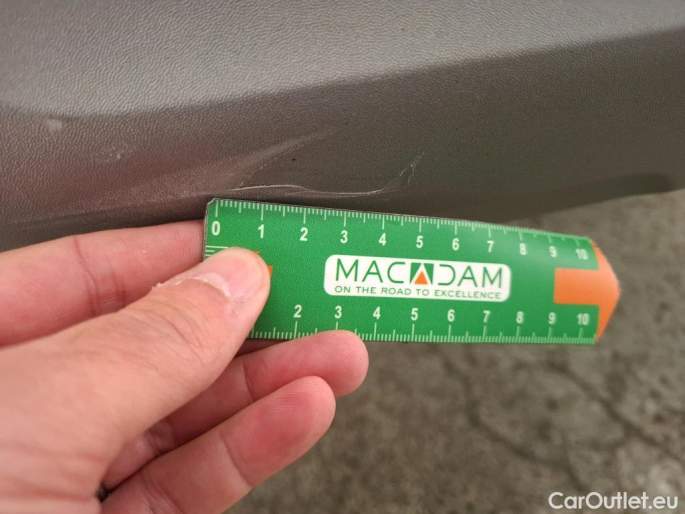 0 1 2 3 4 5 6 7 8 9 10
MACADAM
ON THE ROAD TO EXCELLENCE
2 3 4 5 6 7 8 9 10
CarOutlet.eu